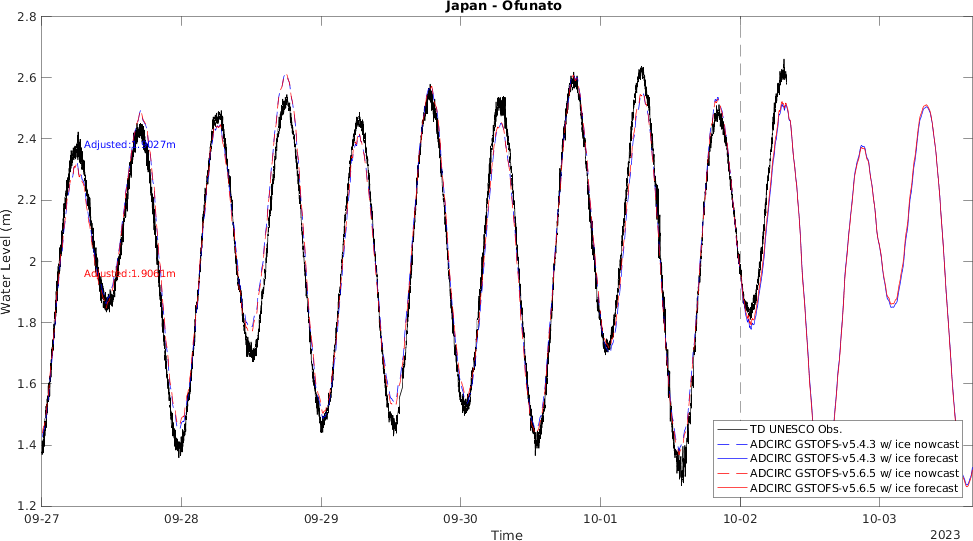 Japan - Ofunato
2.8
2.6
2.4
2.2
2
1.8
1.6
1.4
1.2
Water Level (m)
Adjusted:1.9027m
Adjusted:1.9061m
TD UNESCO Obs.
ADCIRC GSTOFS-v5.4.3 w/ ice nowcast
ADCIRC GSTOFS-v5.4.3 w/ ice forecast
ADCIRC GSTOFS-v5.6.5 w/ ice nowcast
ADCIRC GSTOFS-v5.6.5 w/ ice forecast
09-27
09-28
09-29
09-30
10-01
10-02
10-03
Time
2023